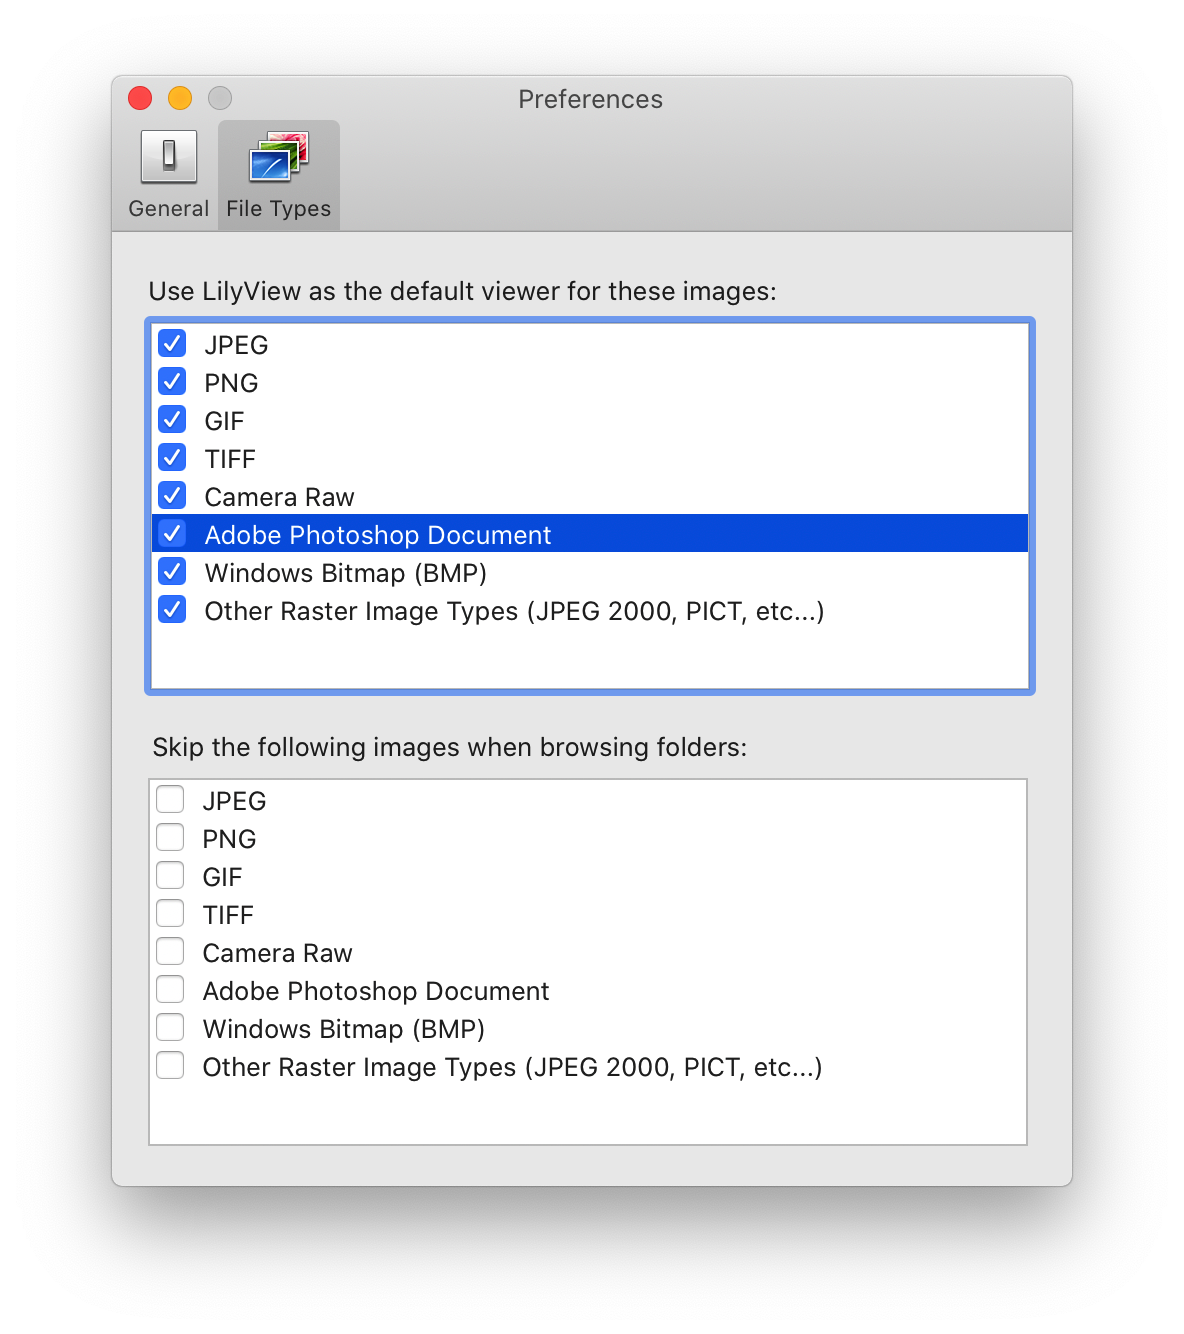 Preferences
General File Types
Use LilyView as the default viewer for these images:
JPEG
PNG
GIF
TIFF
Camera Raw
Adobe Photoshop Document
Windows Bitmap (BMP)
Other Raster Image Types (JPEG 2000, PICT, etc...)
Skip the following images when browsing folders:
JPEG
PNG
GIF
TIFF
Camera Raw
Adobe Photoshop Document
Windows Bitmap (BMP)
Other Raster Image Types (JPEG 2000, PICT, etc...)